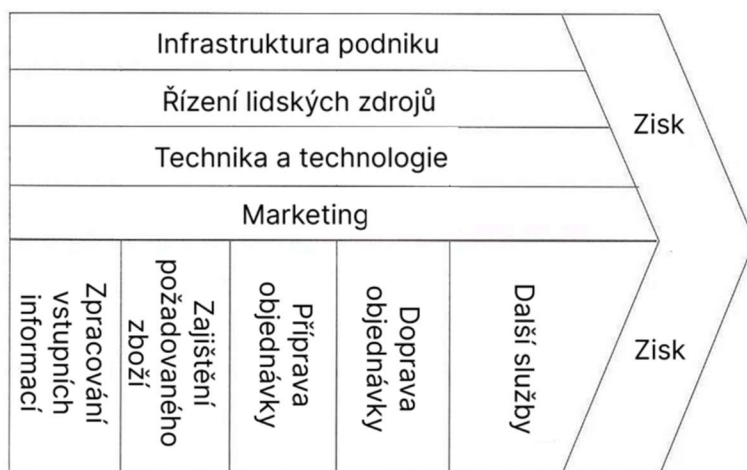 Infrastruktura podniku
Řízení lidských zdrojů
Technika a technologie
Marketing
Zisk
Zpracování
vstupních
informací
Zajištění
požadovaného
zboží
Příprava
objednávky
Doprava
objednávky
Další služby
Zisk